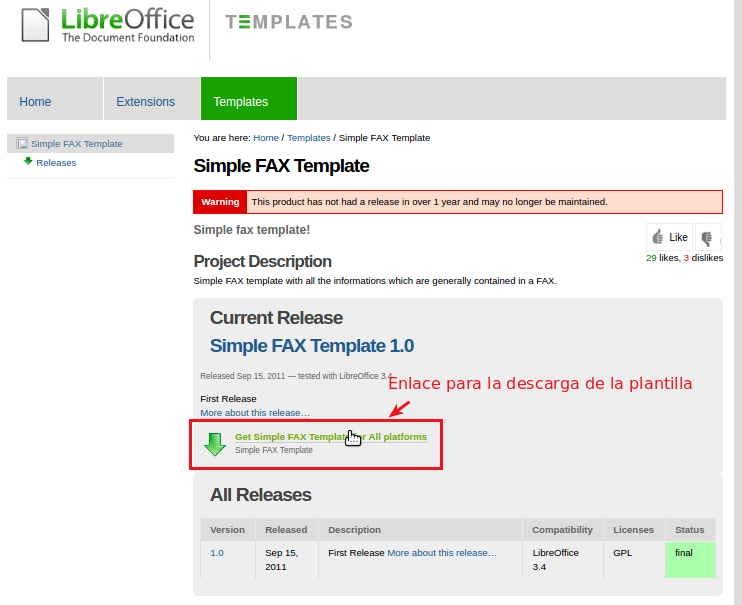 LibreOffice
The Document Foundation
TEMPLATES
Home
Extensions
Templates
Simple FAX Template
Releases
You are here: Home / Templates / Simple FAX Template
Simple FAX Template
Warning This product has not had a release in over 1 year and may no longer be maintained.
Simple fax template!
Like
29 likes, 3 dislikes
Project Description
Simple FAX template with all the informations which are generally contained in a FAX.
Current Release
Simple FAX Template 1.0
Released Sep 15, 2011 — tested with LibreOffice 3.4
Enlace para la descarga de la plantilla
First Release
More about this release…
Get Simple FAX Template for All platforms
Simple FAX Template
All Releases
Version Released Description Compatibility Licenses Status
1.0 Sep 15, First Release More about this release… LibreOffice GPL final
2011 3.4